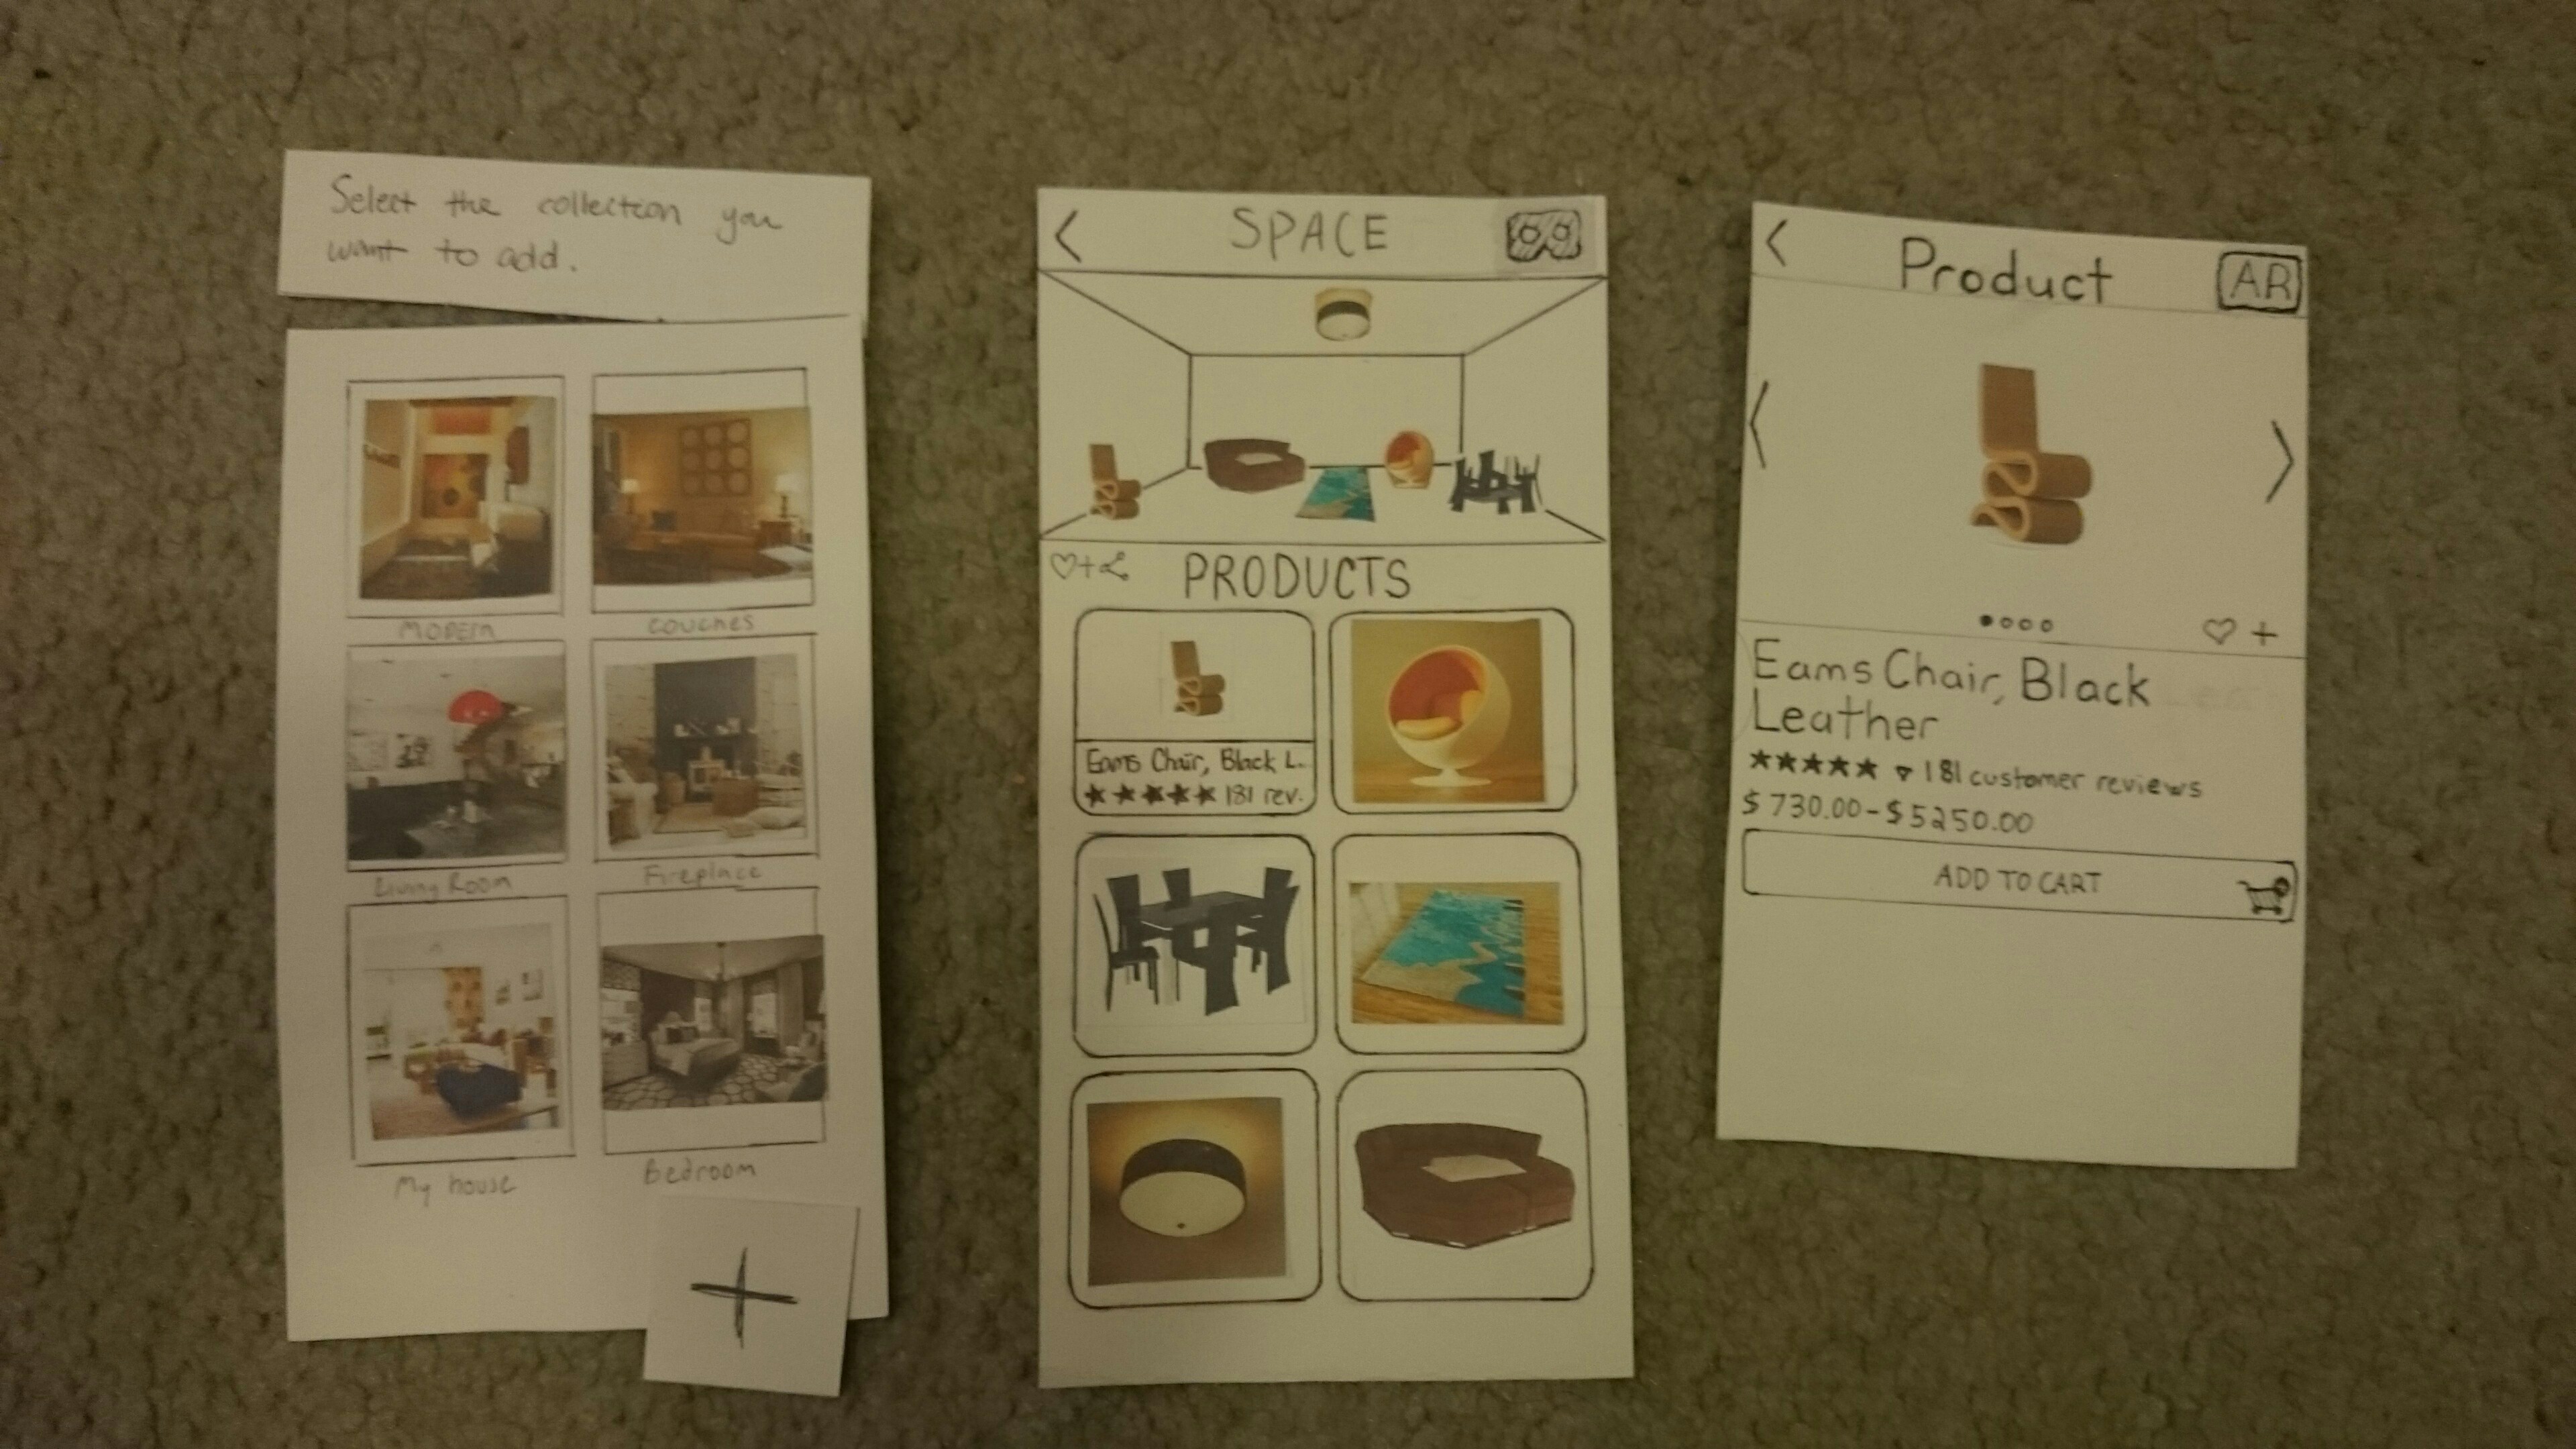 Select the collection you
want to add.
MODERN
couches
Living Room
Fireplace
My house
Bedroom
SPACE
PRODUCTS
Eams Chair, Black L.
★★★★★ 181 rev.
Product
AR
Eams Chair, Black
Leather
★★★★★ ▿ 181 customer reviews
$730.00-$5250.00
ADD TO CART